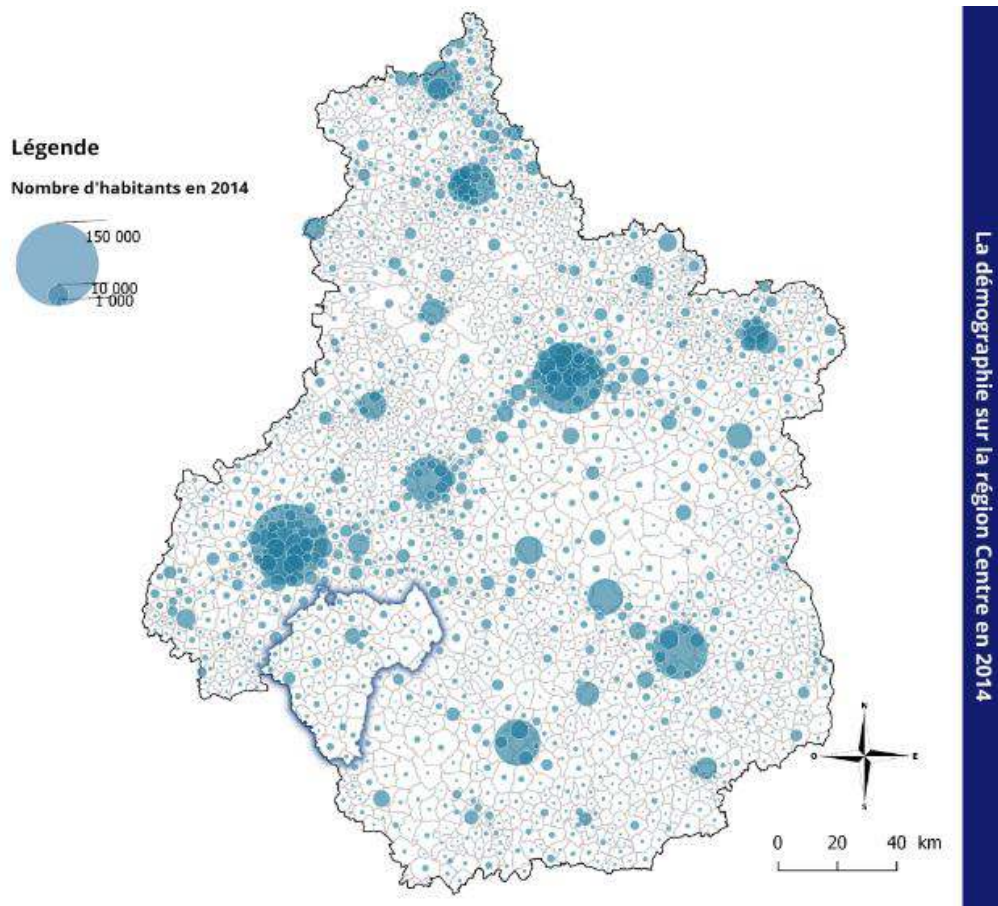 Légende
Nombre d'habitants en 2014
150 000
10 000
1 000
La démographie sur la région Centre en 2014
N
O
E
S
0 20 40 km